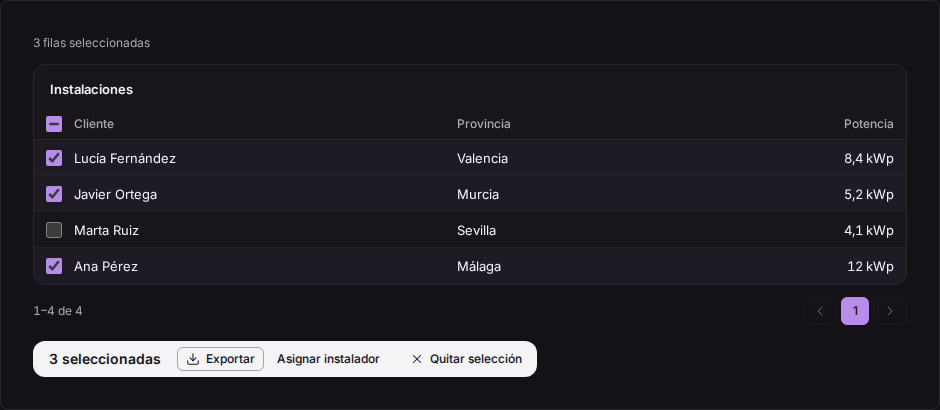 3 filas seleccionadas
Instalaciones
Cliente Provincia Potencia
Lucía Fernández Valencia 8,4 kWp
Javier Ortega Murcia 5,2 kWp
Marta Ruiz Sevilla 4,1 kWp
Ana Pérez Málaga 12 kWp
1–4 de 4 1
3 seleccionadas Exportar Asignar instalador Quitar selección